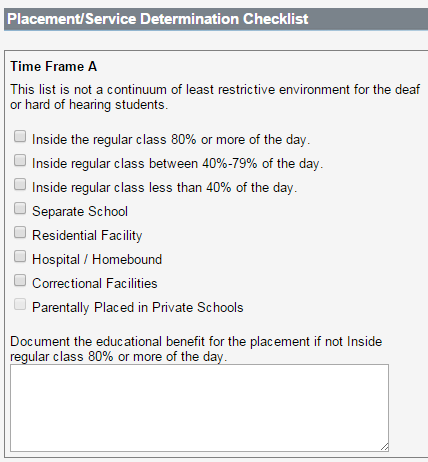 Placement/Service Determination Checklist
Time Frame A
This list is not a continuum of least restrictive environment for the deaf
or hard of hearing students.
Inside the regular class 80% or more of the day.
Inside regular class between 40%-79% of the day.
Inside regular class less than 40% of the day.
Separate School
Residential Facility
Hospital / Homebound
Correctional Facilities
Parentally Placed in Private Schools
Document the educational benefit for the placement if not Inside
regular class 80% or more of the day.